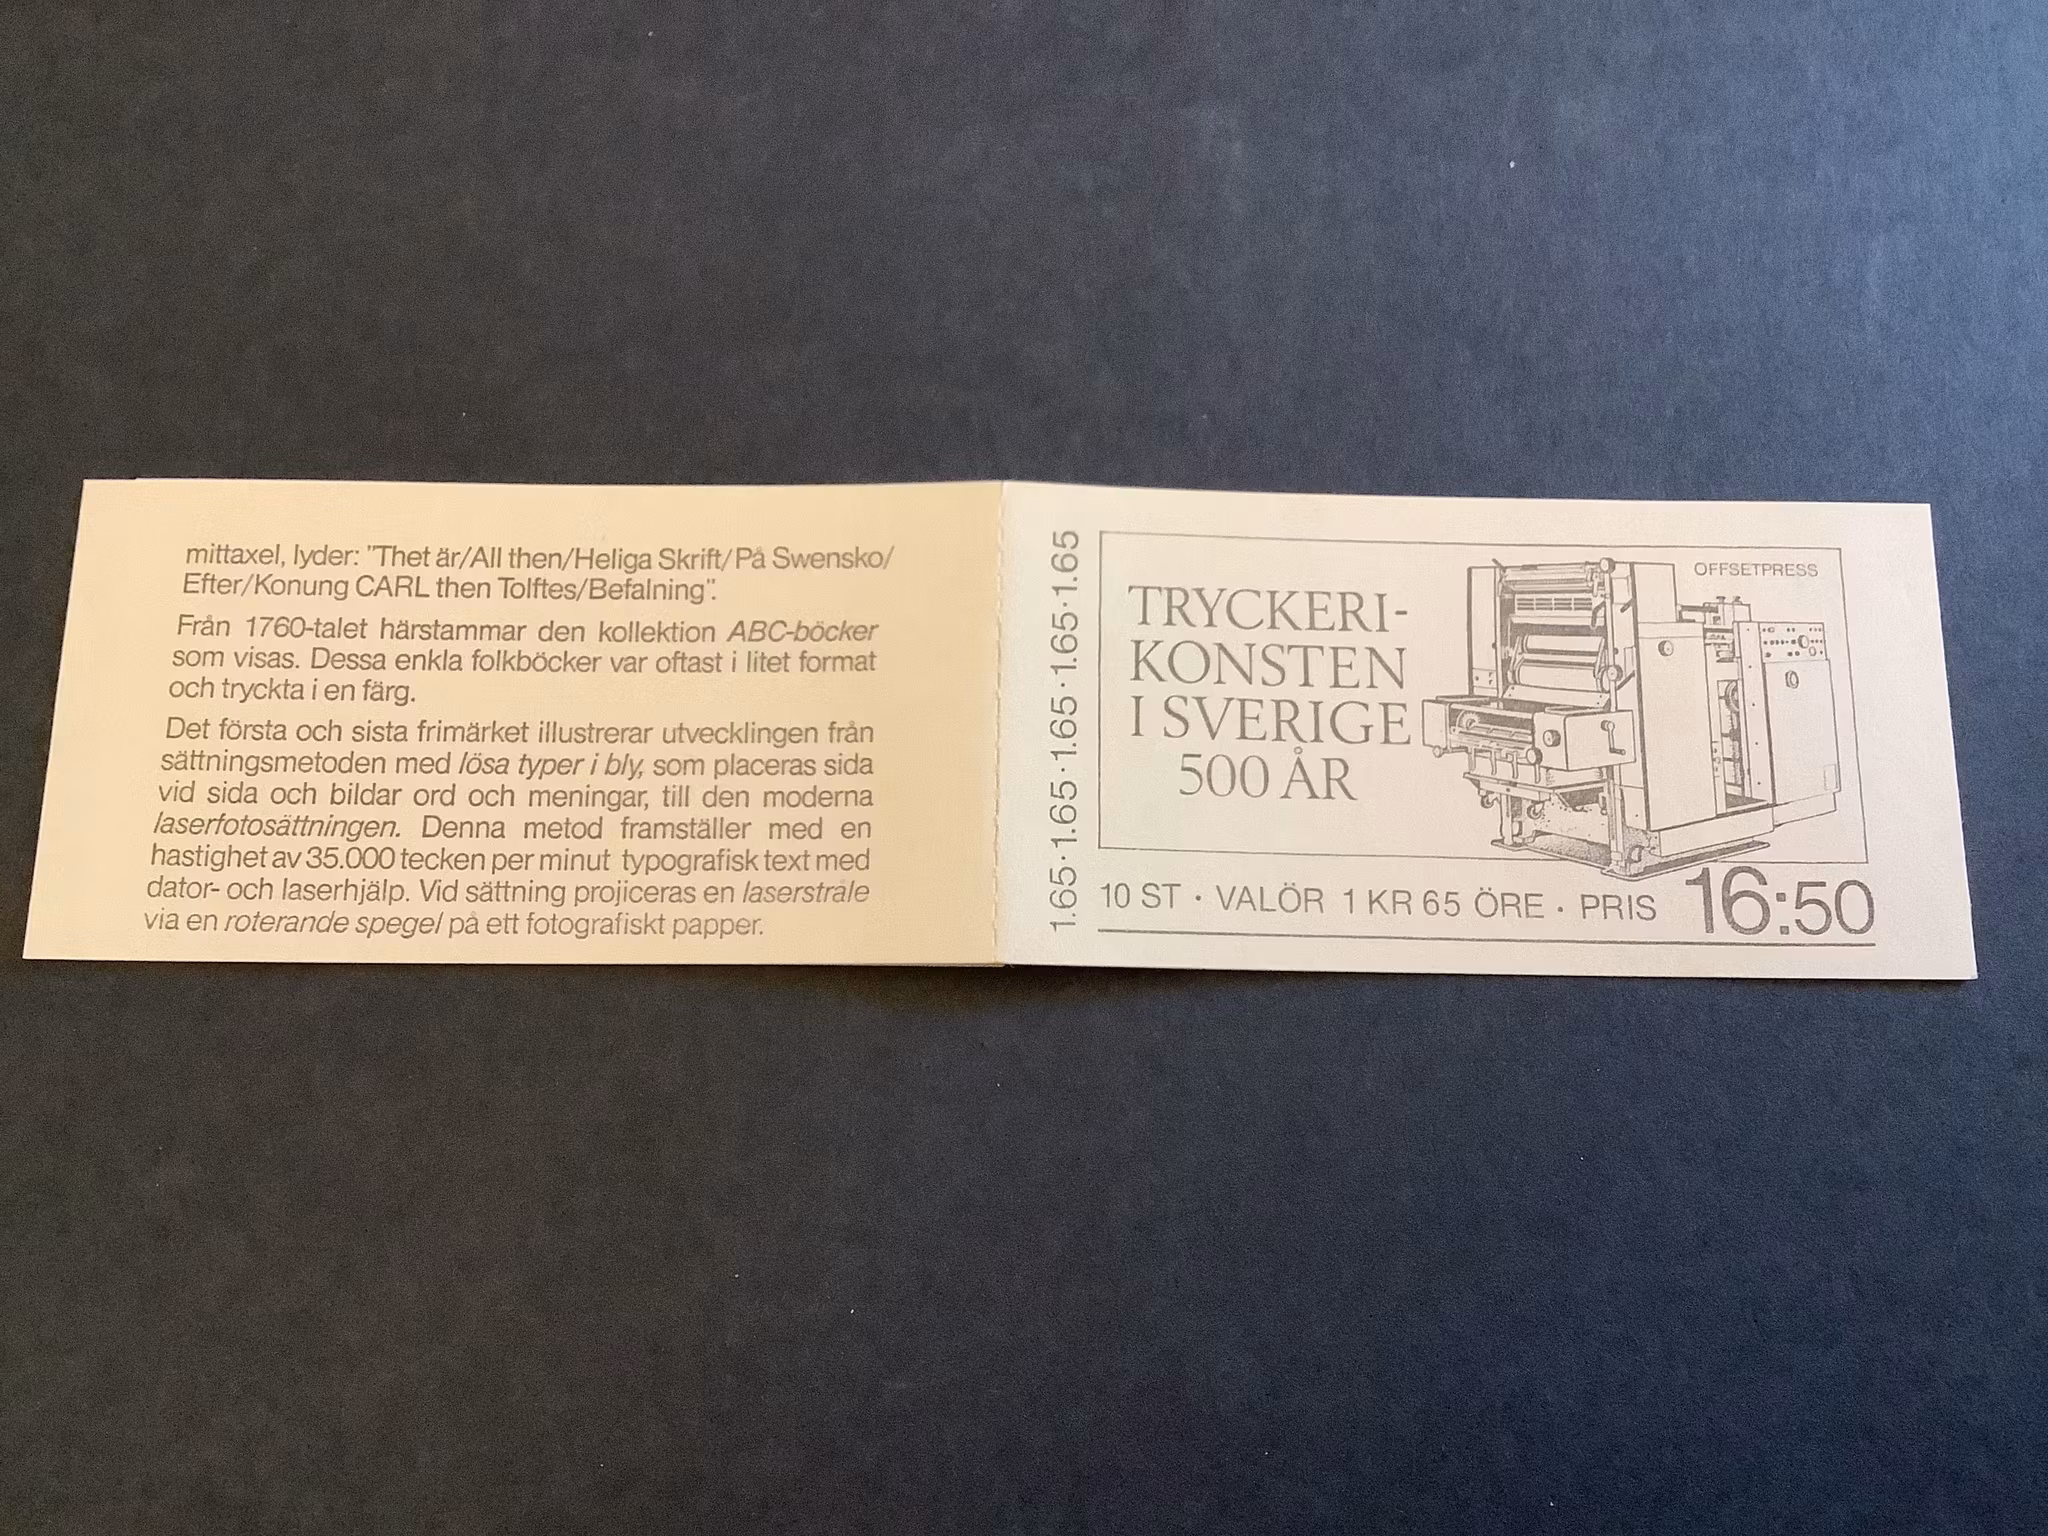 mittaxel, lyder: "Thet är/All then/Heliga Skrift/På Swensko/
Efter/Konung CARL then Tolftes/Befalning".
Från 1760-talet härstammar den kollektion ABC-böcker
som visas. Dessa enkla folkböcker var oftast i litet format
och tryckta i en färg.
Det första och sista frimärket illustrerar utvecklingen från
sättningsmetoden med lösa typer i bly, som placeras sida
vid sida och bildar ord och meningar, till den moderna
laserfotosättningen. Denna metod framställer med en
hastighet av 35.000 tecken per minut typografisk text med
dator- och laserhjälp. Vid sättning projiceras en laserstråle
via en roterande spegel på ett fotografiskt papper.
1.65·1.65·1.65·1.65·1.65·1.65
OFFSETPRESS
TRYCKERI-
KONSTEN
I SVERIGE
500 ÅR
10 ST · VALÖR 1 KR 65 ÖRE · PRIS 16:50